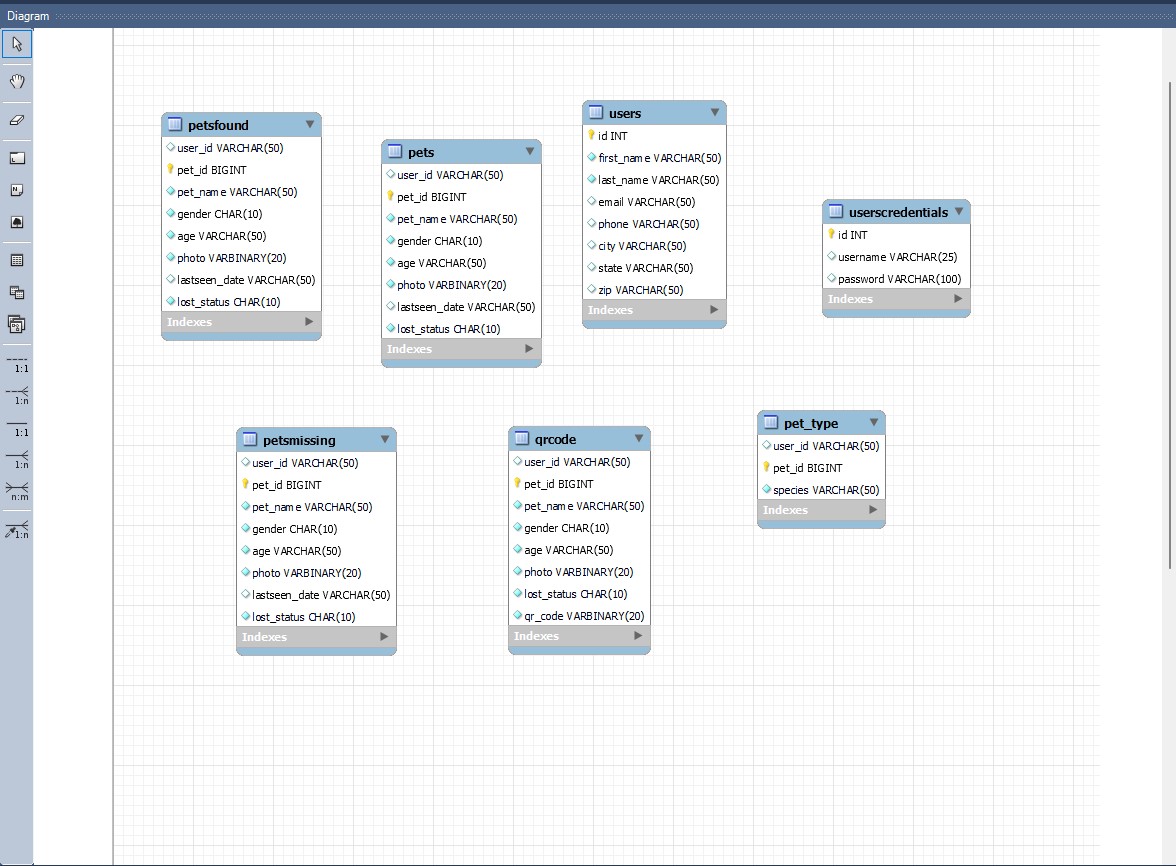 Diagram
petsfound
user_id VARCHAR(50)
pet_id BIGINT
pet_name VARCHAR(50)
gender CHAR(10)
age VARCHAR(50)
photo VARBINARY(20)
lastseen_date VARCHAR(50)
lost_status CHAR(10)
Indexes
pets
user_id VARCHAR(50)
pet_id BIGINT
pet_name VARCHAR(50)
gender CHAR(10)
age VARCHAR(50)
photo VARBINARY(20)
lastseen_date VARCHAR(50)
lost_status CHAR(10)
Indexes
users
id INT
first_name VARCHAR(50)
last_name VARCHAR(50)
email VARCHAR(50)
phone VARCHAR(50)
city VARCHAR(50)
state VARCHAR(50)
zip VARCHAR(50)
Indexes
userscredentials
id INT
username VARCHAR(25)
password VARCHAR(100)
Indexes
petsmissing
user_id VARCHAR(50)
pet_id BIGINT
pet_name VARCHAR(50)
gender CHAR(10)
age VARCHAR(50)
photo VARBINARY(20)
lastseen_date VARCHAR(50)
lost_status CHAR(10)
Indexes
qrcode
user_id VARCHAR(50)
pet_id BIGINT
pet_name VARCHAR(50)
gender CHAR(10)
age VARCHAR(50)
photo VARBINARY(20)
lost_status CHAR(10)
qr_code VARBINARY(20)
Indexes
pet_type
user_id VARCHAR(50)
pet_id BIGINT
species VARCHAR(50)
Indexes
1:1
1:n
1:1
1:n
n:m
1:n